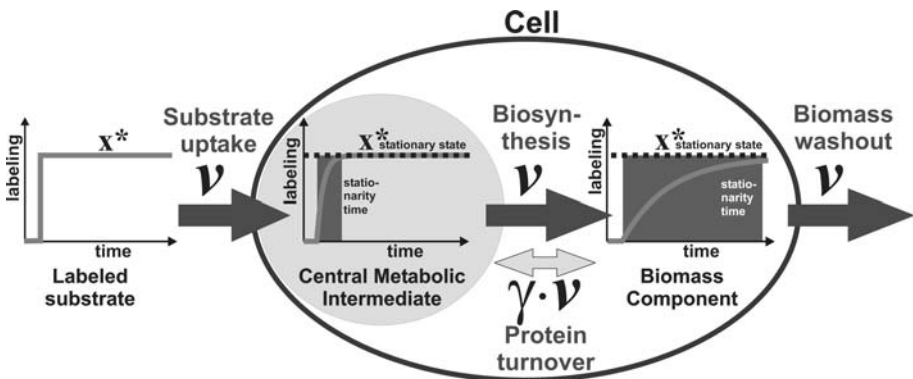 Cell
Substrate
uptake
ν
labeling
x*
time
Labeled
substrate
labeling
x*stationary state
statio-
narity
time
time
Central Metabolic
Intermediate
Biosyn-
thesis
ν
γ·ν
Protein
turnover
labeling
x*stationary state
statio-
narity
time
time
Biomass
Component
Biomass
washout
ν